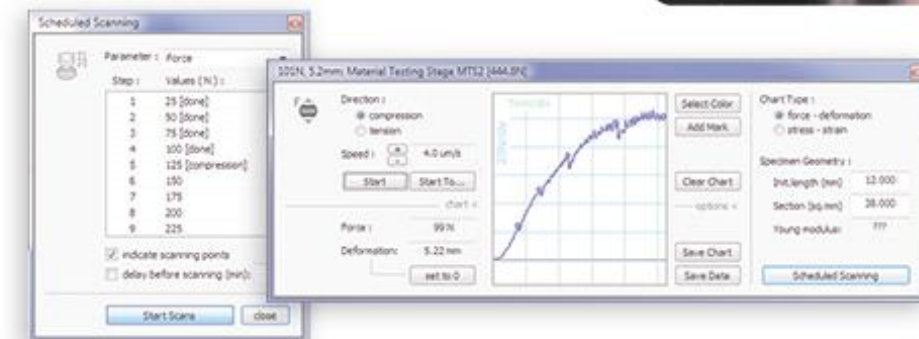 Scheduled Scanning
Parameter : Force
Step : Values (N) :
1 25 [done]
2 50 [done]
3 75 [done]
4 100 [done]
5 125 [compression]
6 150
7 175
8 200
9 225
indicate scanning points
delay before scanning (min):
Start Scans
close
101N; 5.2mm; Material Testing Stage MTS2 [444.8N]
Direction :
compression
tension
Speed : 4.0 um/s
Start
Start To...
chart <
Force : 99 N
Deformation: 5.22 mm
set to 0
Select Color
Add Mark
Clear Chart
options <
Save Chart
Save Data
Chart Type :
force - deformation
stress - strain
Specimen Geometry :
Init.length (mm) 12.000
Section (sq.mm) 38.000
Young modulus: ???
Scheduled Scanning